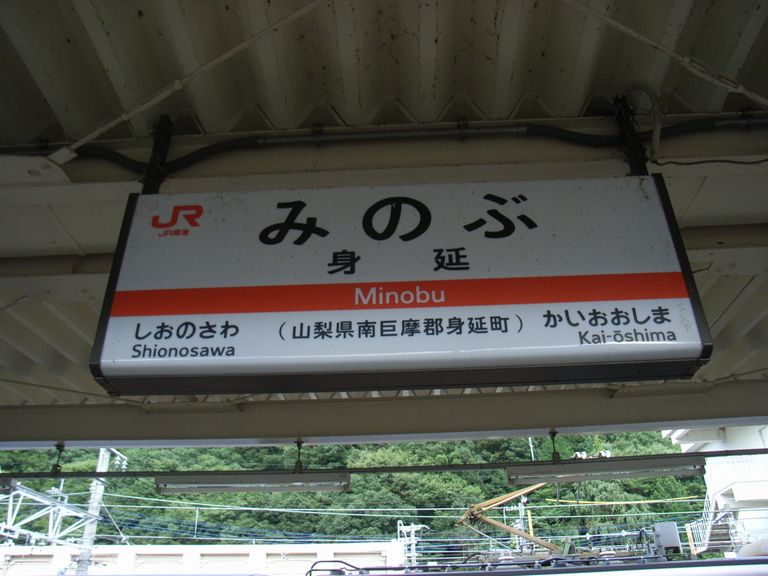 JR
JR東海
みのぶ
身延
Minobu
しおのさわ
Shionosawa
(山梨県南巨摩郡身延町)
かいおおしま
Kai-ōshima